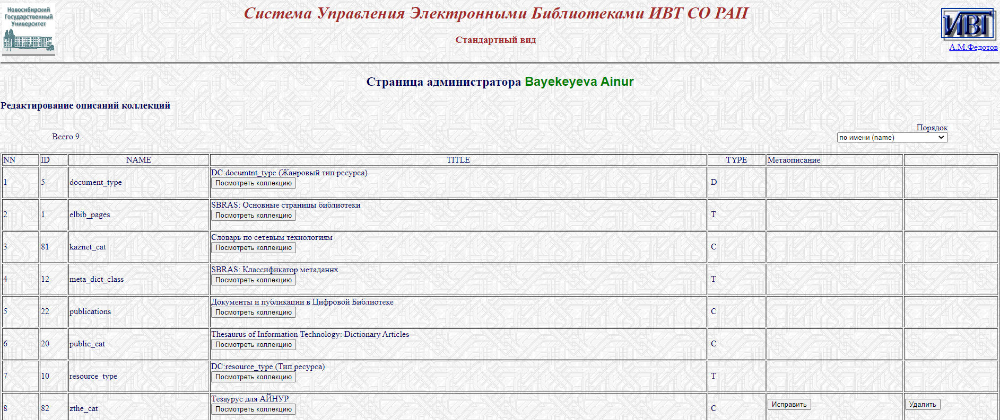 Новосибирский
Государственный
Университет
Система Управления Электронными Библиотеками ИВТ СО РАН
Стандартный вид
ИВТ
А.М.Федотов
Страница администратора Bayekeyeva Ainur
Редактирование описаний коллекций
Всего 9.
Порядок
по имени (name)
NN ID NAME TITLE TYPE Метаописание
DC:documtnt_type (Жанровый тип ресурса)
1 5 document_type Посмотреть коллекцию D
SBRAS: Основные страницы библиотеки
2 1 elbib_pages Посмотреть коллекцию T
Словарь по сетевым технологиям
3 81 kaznet_cat Посмотреть коллекцию C
SBRAS: Классификатор метаданнх
4 12 meta_dict_class Посмотреть коллекцию T
Документы и публикации в Цифровой Библиотеке
5 22 publications Посмотреть коллекцию C
Thesaurus of Information Technology: Dictionary Articles
6 20 public_cat Посмотреть коллекцию C
DC:resource_type (Тип ресурса)
7 10 resource_type Посмотреть коллекцию T
Тезаурус для АЙНУР
8 82 zthe_cat Посмотреть коллекцию C Исправить Удалить